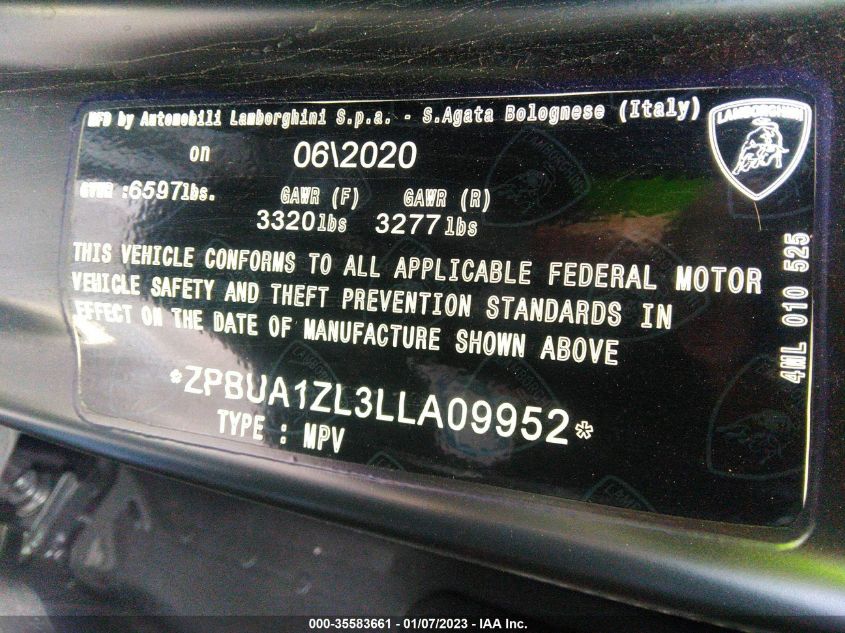 MFD by Automobili Lamborghini S.p.a. - S.Agata Bolognese (Italy)
on 06\2020
GVWR :6597lbs. GAWR (F) GAWR (R)
3320lbs 3277lbs
THIS VEHICLE CONFORMS TO ALL APPLICABLE FEDERAL MOTOR
VEHICLE SAFETY AND THEFT PREVENTION STANDARDS IN
EFFECT ON THE DATE OF MANUFACTURE SHOWN ABOVE
*ZPBUA1ZL3LLA09952*
TYPE : MPV
LAMBORGHINI
4ML 010 525
000-35583661 — 01/07/2023 — IAA Inc.